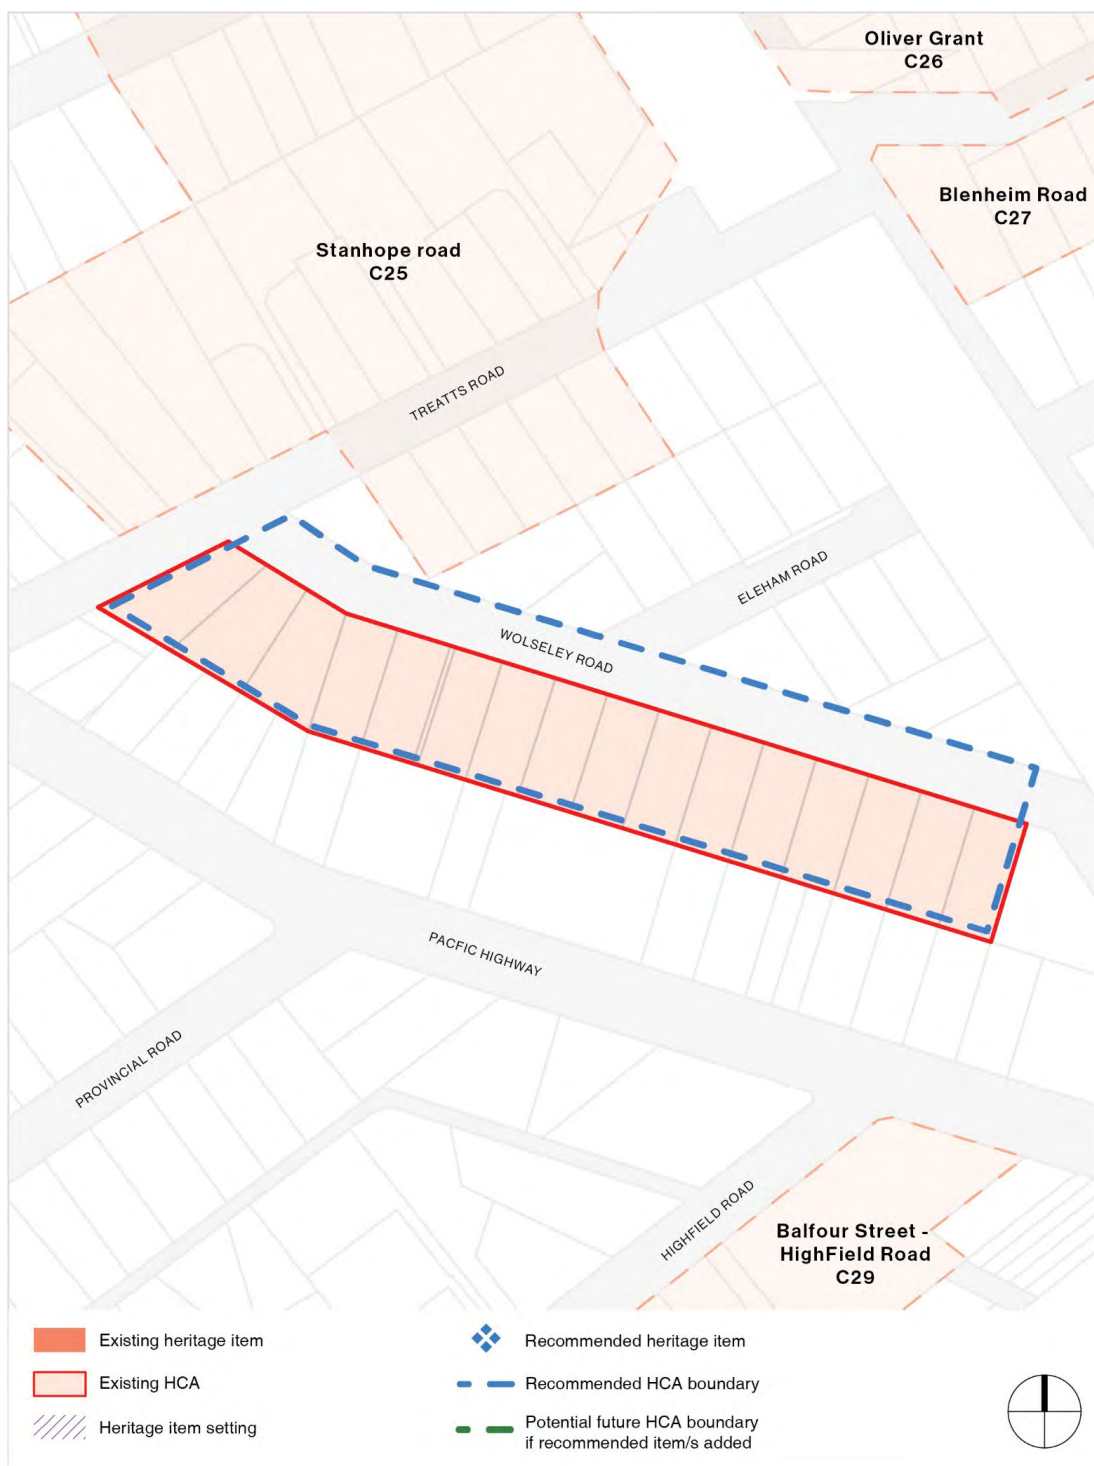 Oliver Grant
C26
Blenheim Road
C27
Stanhope road
C25
TREATTS ROAD
ELEHAM ROAD
WOLSELEY ROAD
PACFIC HIGHWAY
PROVINCIAL ROAD
HIGHFIELD ROAD
Balfour Street -
HighField Road
C29
Existing heritage item
Existing HCA
Heritage item setting
Recommended heritage item
Recommended HCA boundary
Potential future HCA boundary
if recommended item/s added